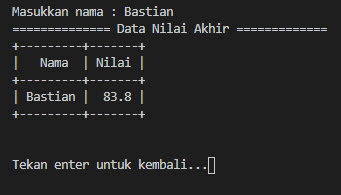 Masukkan nama : Bastian
============== Data Nilai Akhir =============
+---------+-------+
|   Nama  | Nilai |
+---------+-------+
| Bastian |  83.8 |
+---------+-------+
Tekan enter untuk kembali...